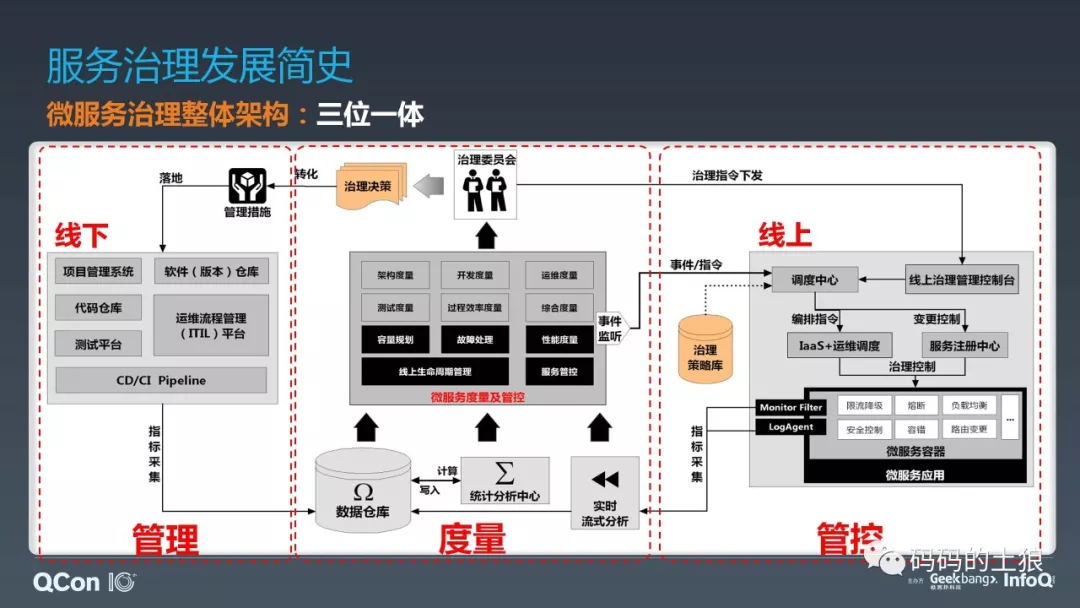 服务治理发展简史
微服务治理整体架构：三位一体
线下
落地
管理措施
转化
治理决策
治理委员会
治理指令下发
项目管理系统
软件（版本）仓库
代码仓库
运维流程管理
（ITIL）平台
测试平台
CD/CI Pipeline
指标采集
管理
架构度量
开发度量
运维度量
测试度量
过程效率度量
综合度量
容量规划
故障处理
性能度量
线上生命周期管理
服务管控
微服务度量及管控
事件
监听
Ω
数据仓库
计算
写入
Σ
统计分析中心
实时
流式分析
度量
线上
事件/指令
调度中心
线上治理管理控制台
治理
策略库
编排指令
变更控制
IaaS+运维调度
服务注册中心
治理控制
Monitor Filter
LogAgent
限流降级
熔断
负载均衡
...
安全控制
容错
路由变更
微服务容器
微服务应用
指标采集
管控
码码的土狼
QCon 10+
主办方
Geekbang>.
极客邦科技
InfoQ